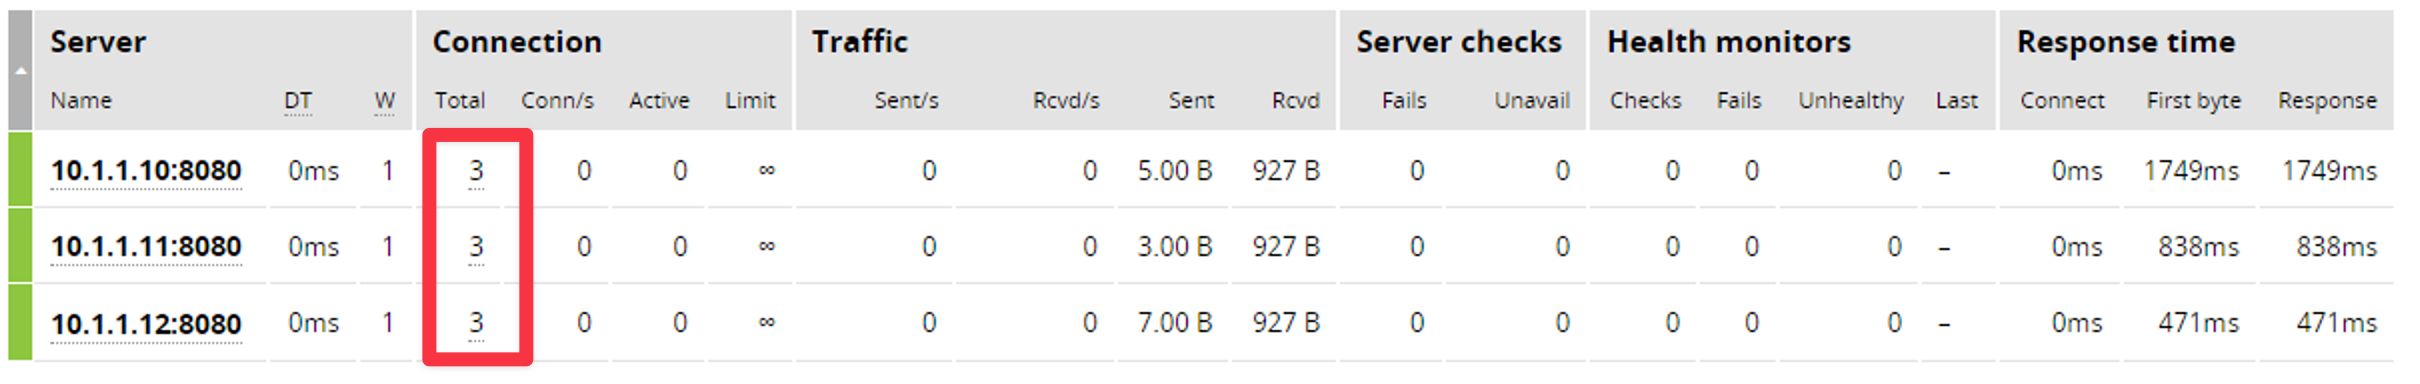 Server Connection Traffic Server checks Health monitors Response time
Name DT W Total Conn/s Active Limit Sent/s Rcvd/s Sent Rcvd Fails Unavail Checks Fails Unhealthy Last Connect First byte Response
10.1.1.10:8080 0ms 1 3 0 0 ∞ 0 0 5.00 B 927 B 0 0 0 0 0 – 0ms 1749ms 1749ms
10.1.1.11:8080 0ms 1 3 0 0 ∞ 0 0 3.00 B 927 B 0 0 0 0 0 – 0ms 838ms 838ms
10.1.1.12:8080 0ms 1 3 0 0 ∞ 0 0 7.00 B 927 B 0 0 0 0 0 – 0ms 471ms 471ms